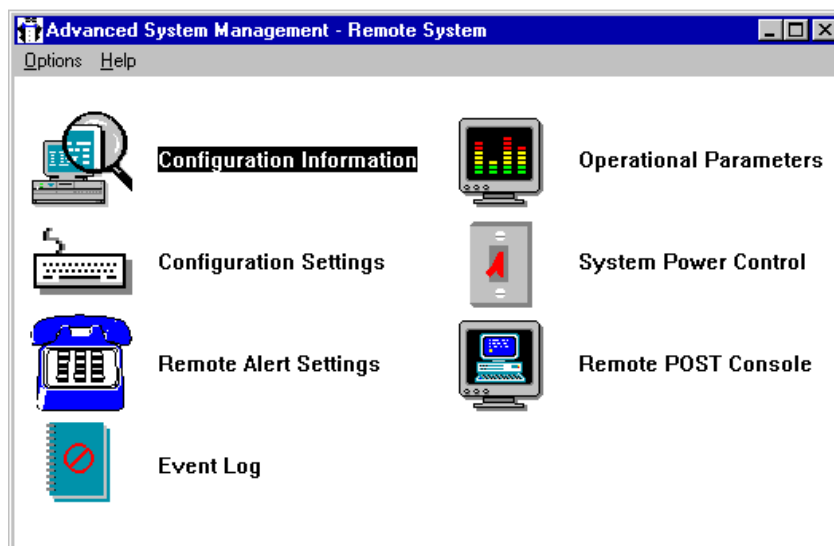 Advanced System Management - Remote System
Options Help
Configuration Information
Operational Parameters
Configuration Settings
System Power Control
Remote Alert Settings
Remote POST Console
Event Log